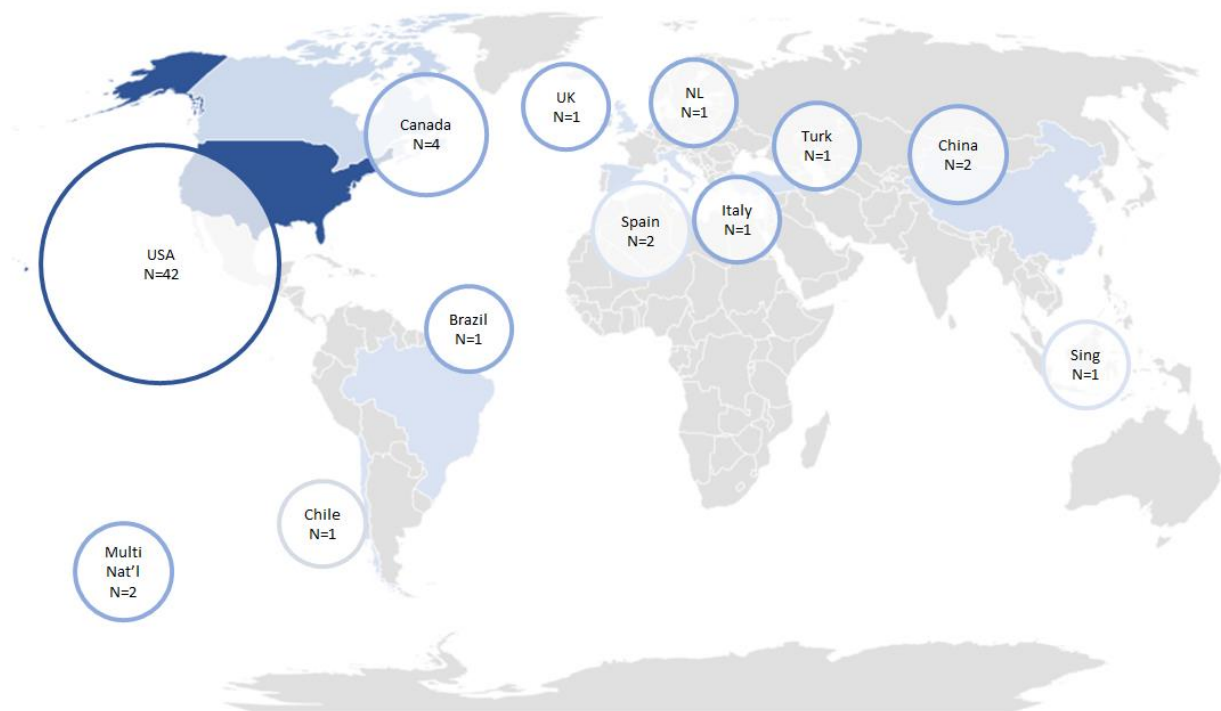 UK
N=1
NL
N=1
Canada
N=4
Turk
N=1
China
N=2
USA
N=42
Spain
N=2
Italy
N=1
Brazil
N=1
Sing
N=1
Chile
N=1
Multi
Nat'l
N=2